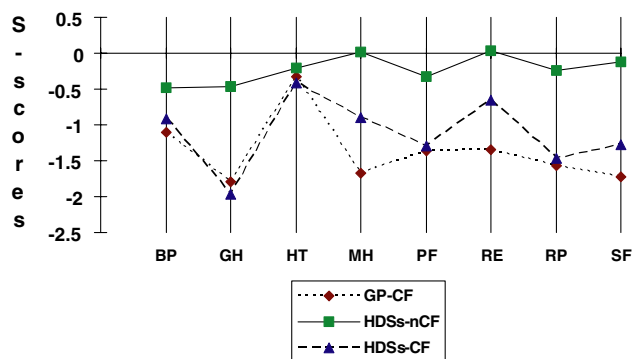 S-scores
0.5
0
-0.5
-1
-1.5
-2
-2.5
BP GH HT MH PF RE RP SF
GP-CF
HDSs-nCF
HDSs-CF